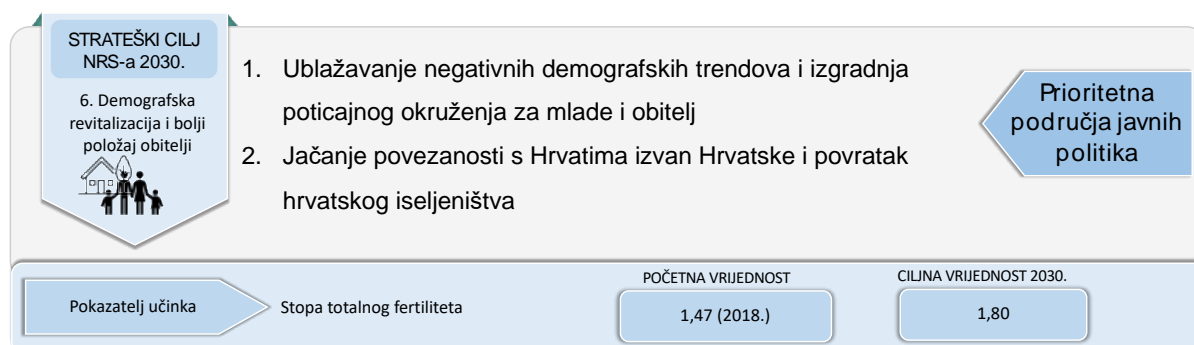 STRATEŠKI CILJ
NRS-a 2030.
6. Demografska
revitalizacija i bolji
položaj obitelji
1. Ublažavanje negativnih demografskih trendova i izgradnja
poticajnog okruženja za mlade i obitelj
2. Jačanje povezanosti s Hrvatima izvan Hrvatske i povratak
hrvatskog iseljeništva
Prioritetna
područja javnih
politika
Pokazatelj učinka
Stopa totalnog fertiliteta
POČETNA VRIJEDNOST
1,47 (2018.)
CILJNA VRIJEDNOST 2030.
1,80